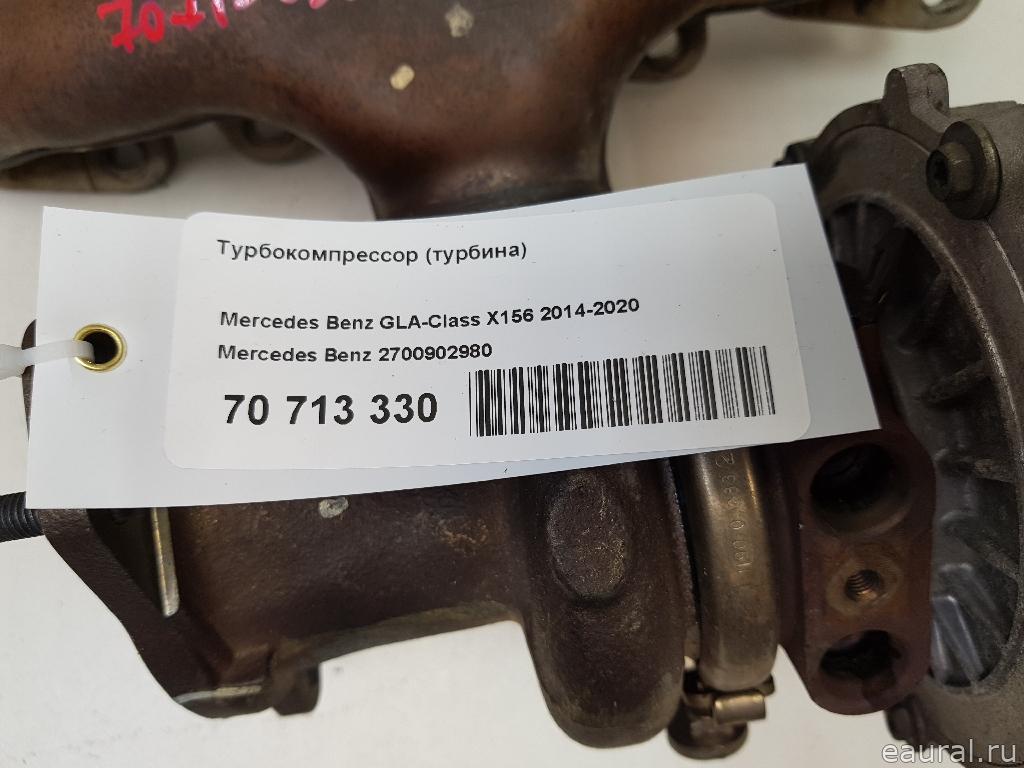 Турбокомпрессор (турбина)
Mercedes Benz GLA-Class X156 2014-2020
Mercedes Benz 2700902980
70 713 330
eaural.ru